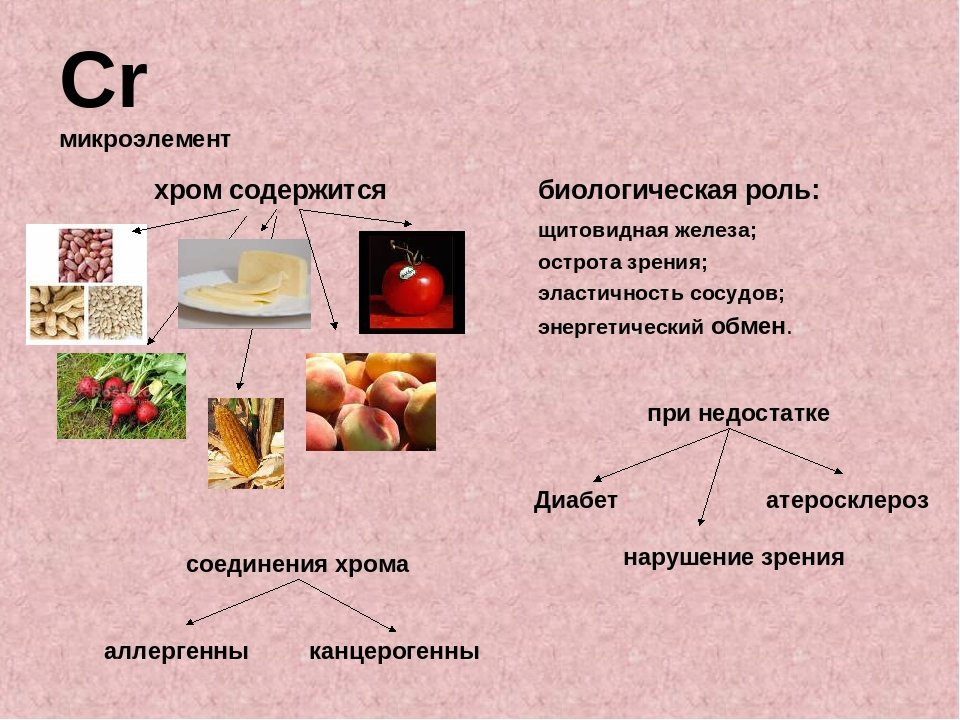 Cr
микроэлемент
хром содержится
биологическая роль:
щитовидная железа;
острота зрения;
эластичность сосудов;
энергетический обмен.
при недостатке
Диабет
атеросклероз
нарушение зрения
соединения хрома
аллергенны
канцерогенны